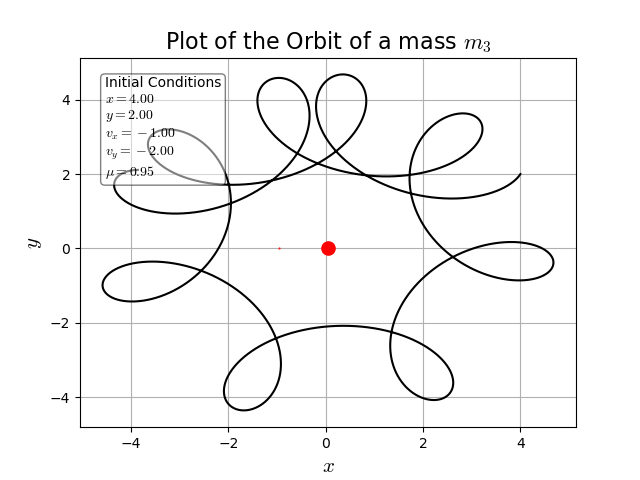 Plot of the Orbit of a mass m₃
Initial Conditions
x = 4.00
y = 2.00
vₓ = −1.00
v_y = −2.00
μ = 0.95
4
2
0
−2
−4
y
−4
−2
0
2
4
x